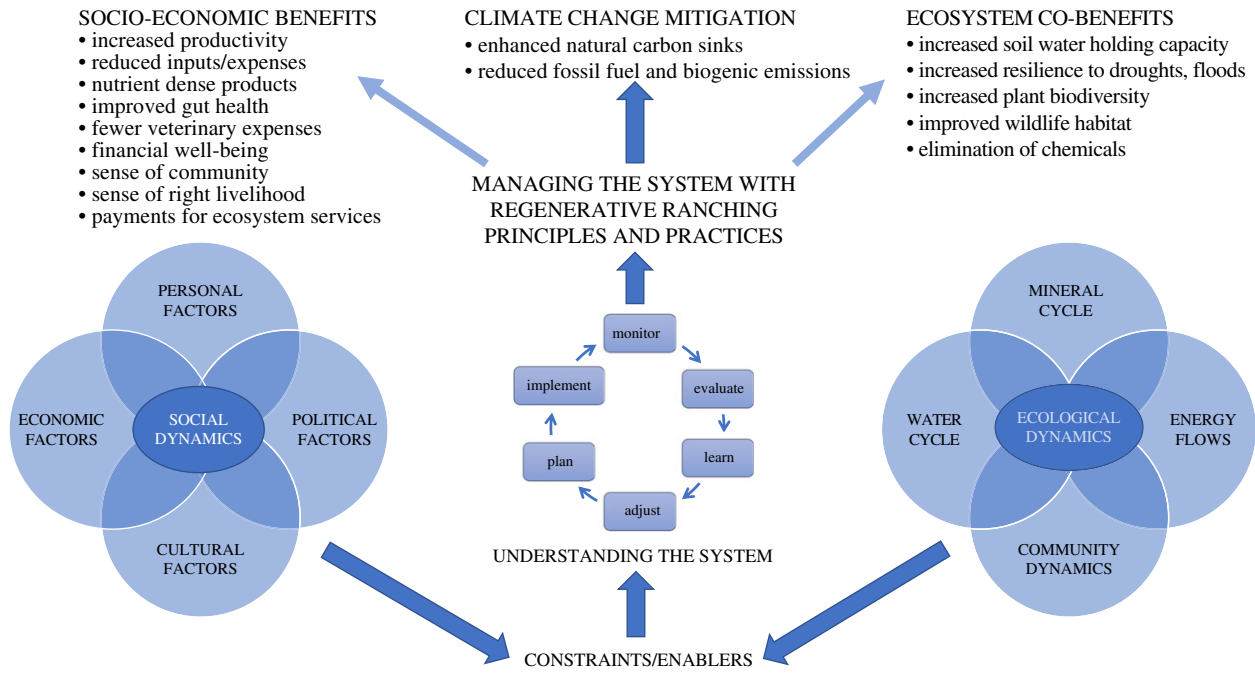 SOCIO-ECONOMIC BENEFITS
• increased productivity
• reduced inputs/expenses
• nutrient dense products
• improved gut health
• fewer veterinary expenses
• financial well-being
• sense of community
• sense of right livelihood
• payments for ecosystem services
CLIMATE CHANGE MITIGATION
• enhanced natural carbon sinks
• reduced fossil fuel and biogenic emissions
ECOSYSTEM CO-BENEFITS
• increased soil water holding capacity
• increased resilience to droughts, floods
• increased plant biodiversity
• improved wildlife habitat
• elimination of chemicals
MANAGING THE SYSTEM WITH
REGENERATIVE RANCHING
PRINCIPLES AND PRACTICES
PERSONAL
FACTORS
ECONOMIC
FACTORS
SOCIAL
DYNAMICS
POLITICAL
FACTORS
CULTURAL
FACTORS
monitor
evaluate
learn
adjust
plan
implement
UNDERSTANDING THE SYSTEM
MINERAL
CYCLE
WATER
CYCLE
ECOLOGICAL
DYNAMICS
ENERGY
FLOWS
COMMUNITY
DYNAMICS
CONSTRAINTS/ENABLERS